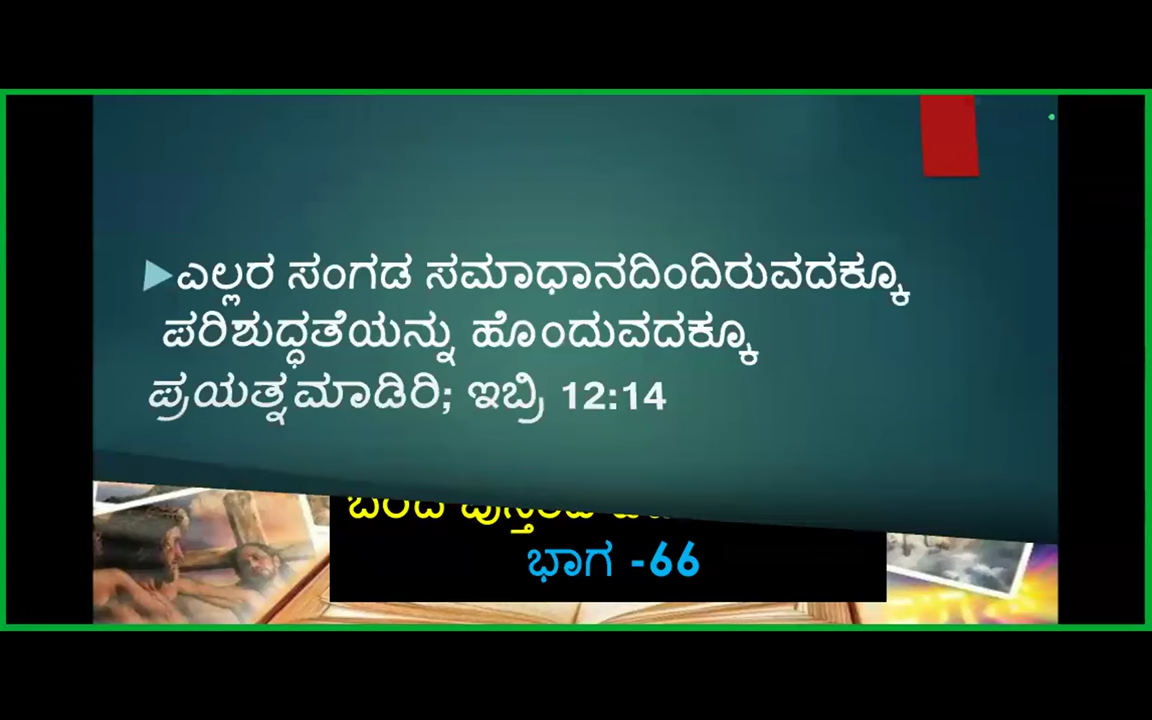 ಎಲ್ಲರ ಸಂಗಡ ಸಮಾಧಾನದಿಂದಿರುವದಕ್ಕೂ
ಪರಿಶುದ್ಧತೆಯನ್ನು ಹೊಂದುವದಕ್ಕೂ
ಪ್ರಯತ್ನಮಾಡಿರಿ; ಇಬ್ರಿ 12:14
ಭಾಗ -66